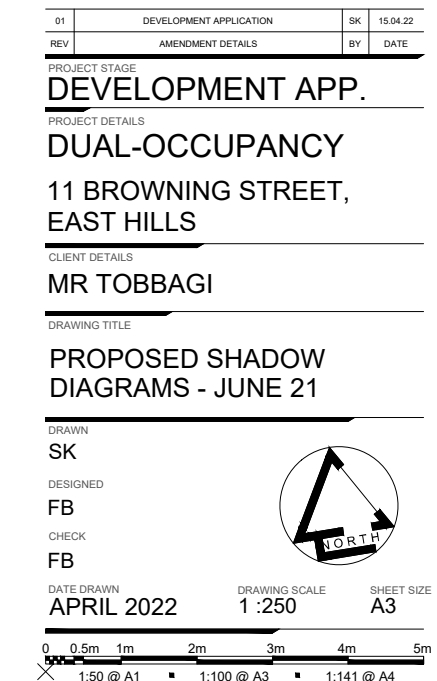 01 DEVELOPMENT APPLICATION SK 15.04.22
REV AMENDMENT DETAILS BY DATE
PROJECT STAGE
DEVELOPMENT APP.
PROJECT DETAILS
DUAL-OCCUPANCY
11 BROWNING STREET,
EAST HILLS
CLIENT DETAILS
MR TOBBAGI
DRAWING TITLE
PROPOSED SHADOW
DIAGRAMS - JUNE 21
DRAWN
SK
DESIGNED
FB
CHECK
FB
NORTH
DATE DRAWN DRAWING SCALE SHEET SIZE
APRIL 2022 1 :250 A3
0 0.5m 1m 2m 3m 4m 5m
1:50 @ A1 1:100 @ A3 1:141 @ A4